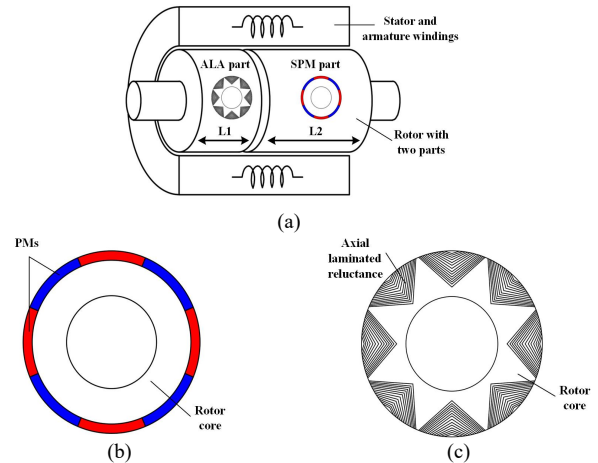 Stator and
armature windings
ALA part
SPM part
L1
L2
Rotor with
two parts
(a)
PMs
Rotor
core
(b)
Axial
laminated
reluctance
Rotor
core
(c)